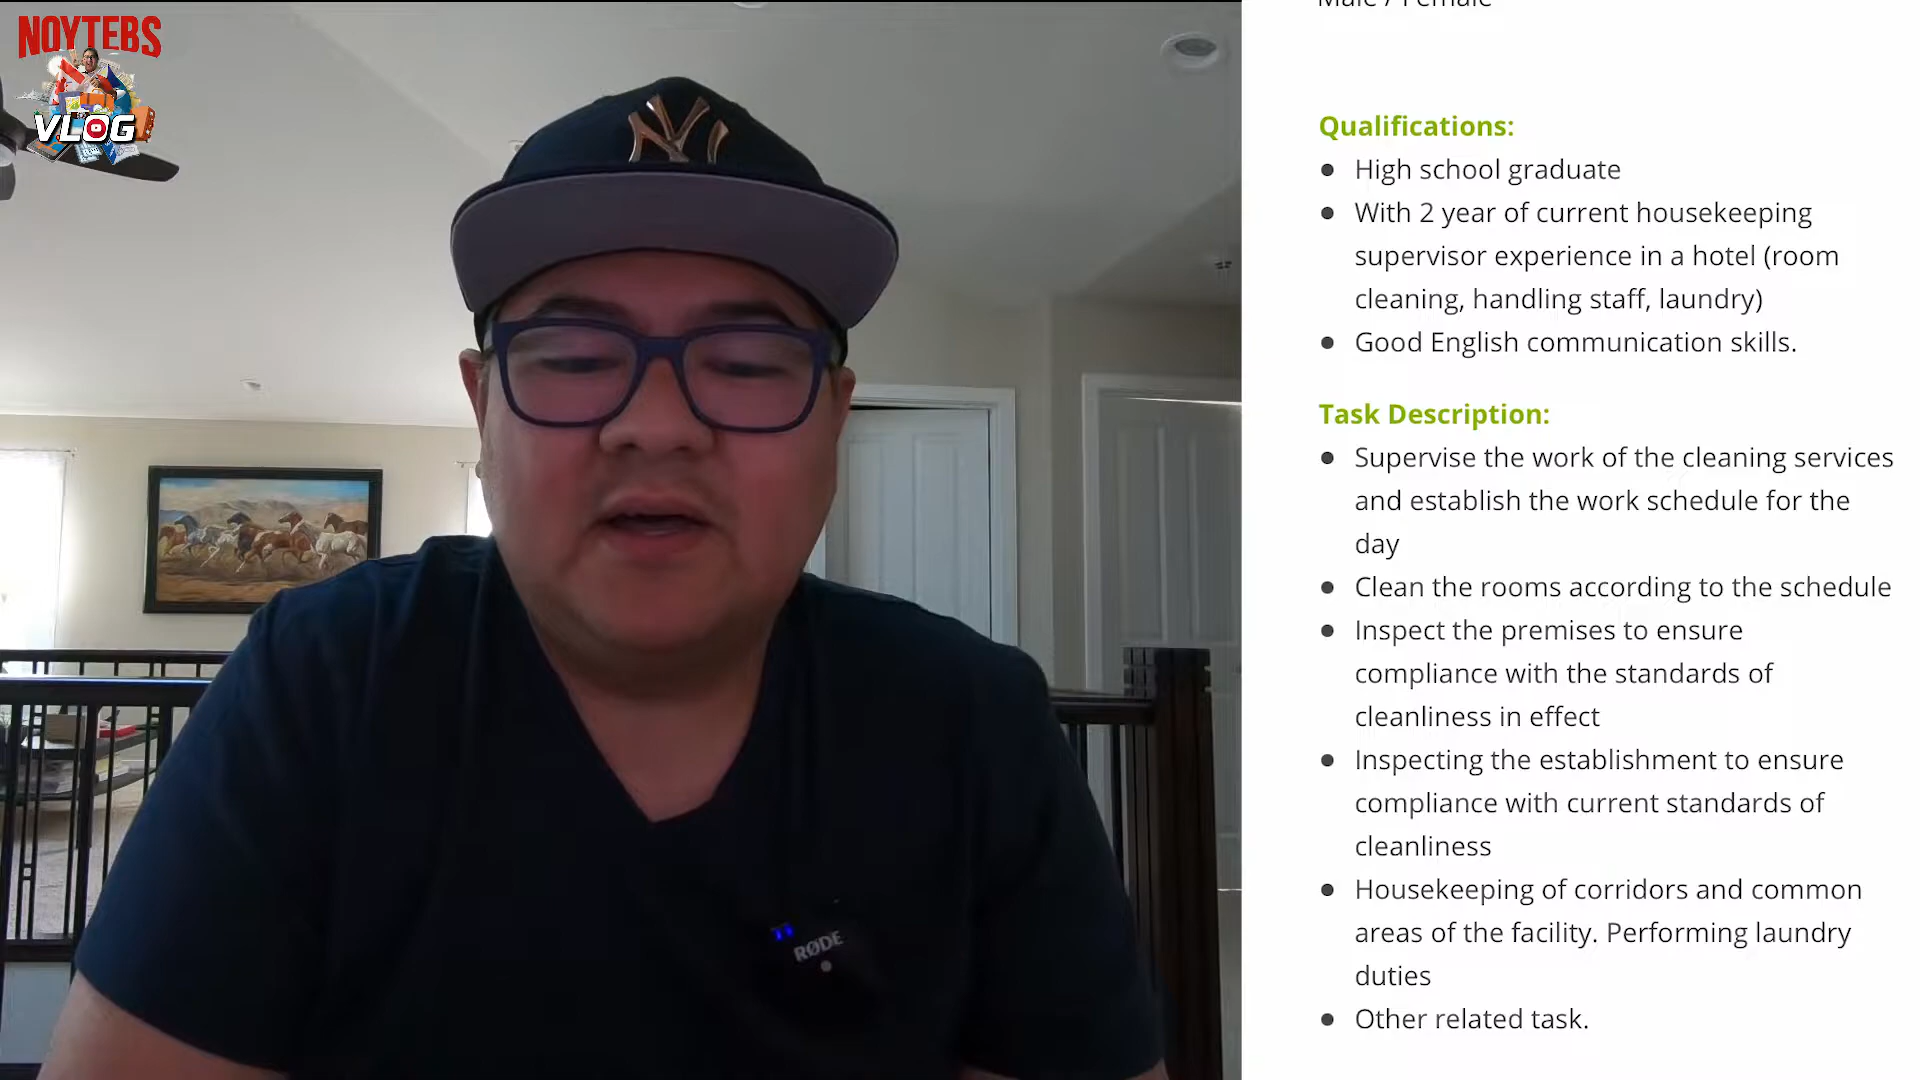 NOYTEBS
VLOG
NY
RØDE
Male / Female
Qualifications:
● High school graduate
● With 2 year of current housekeeping
supervisor experience in a hotel (room
cleaning, handling staff, laundry)
● Good English communication skills.
Task Description:
● Supervise the work of the cleaning services
and establish the work schedule for the
day
● Clean the rooms according to the schedule
● Inspect the premises to ensure
compliance with the standards of
cleanliness in effect
● Inspecting the establishment to ensure
compliance with current standards of
cleanliness
● Housekeeping of corridors and common
areas of the facility. Performing laundry
duties
● Other related task.